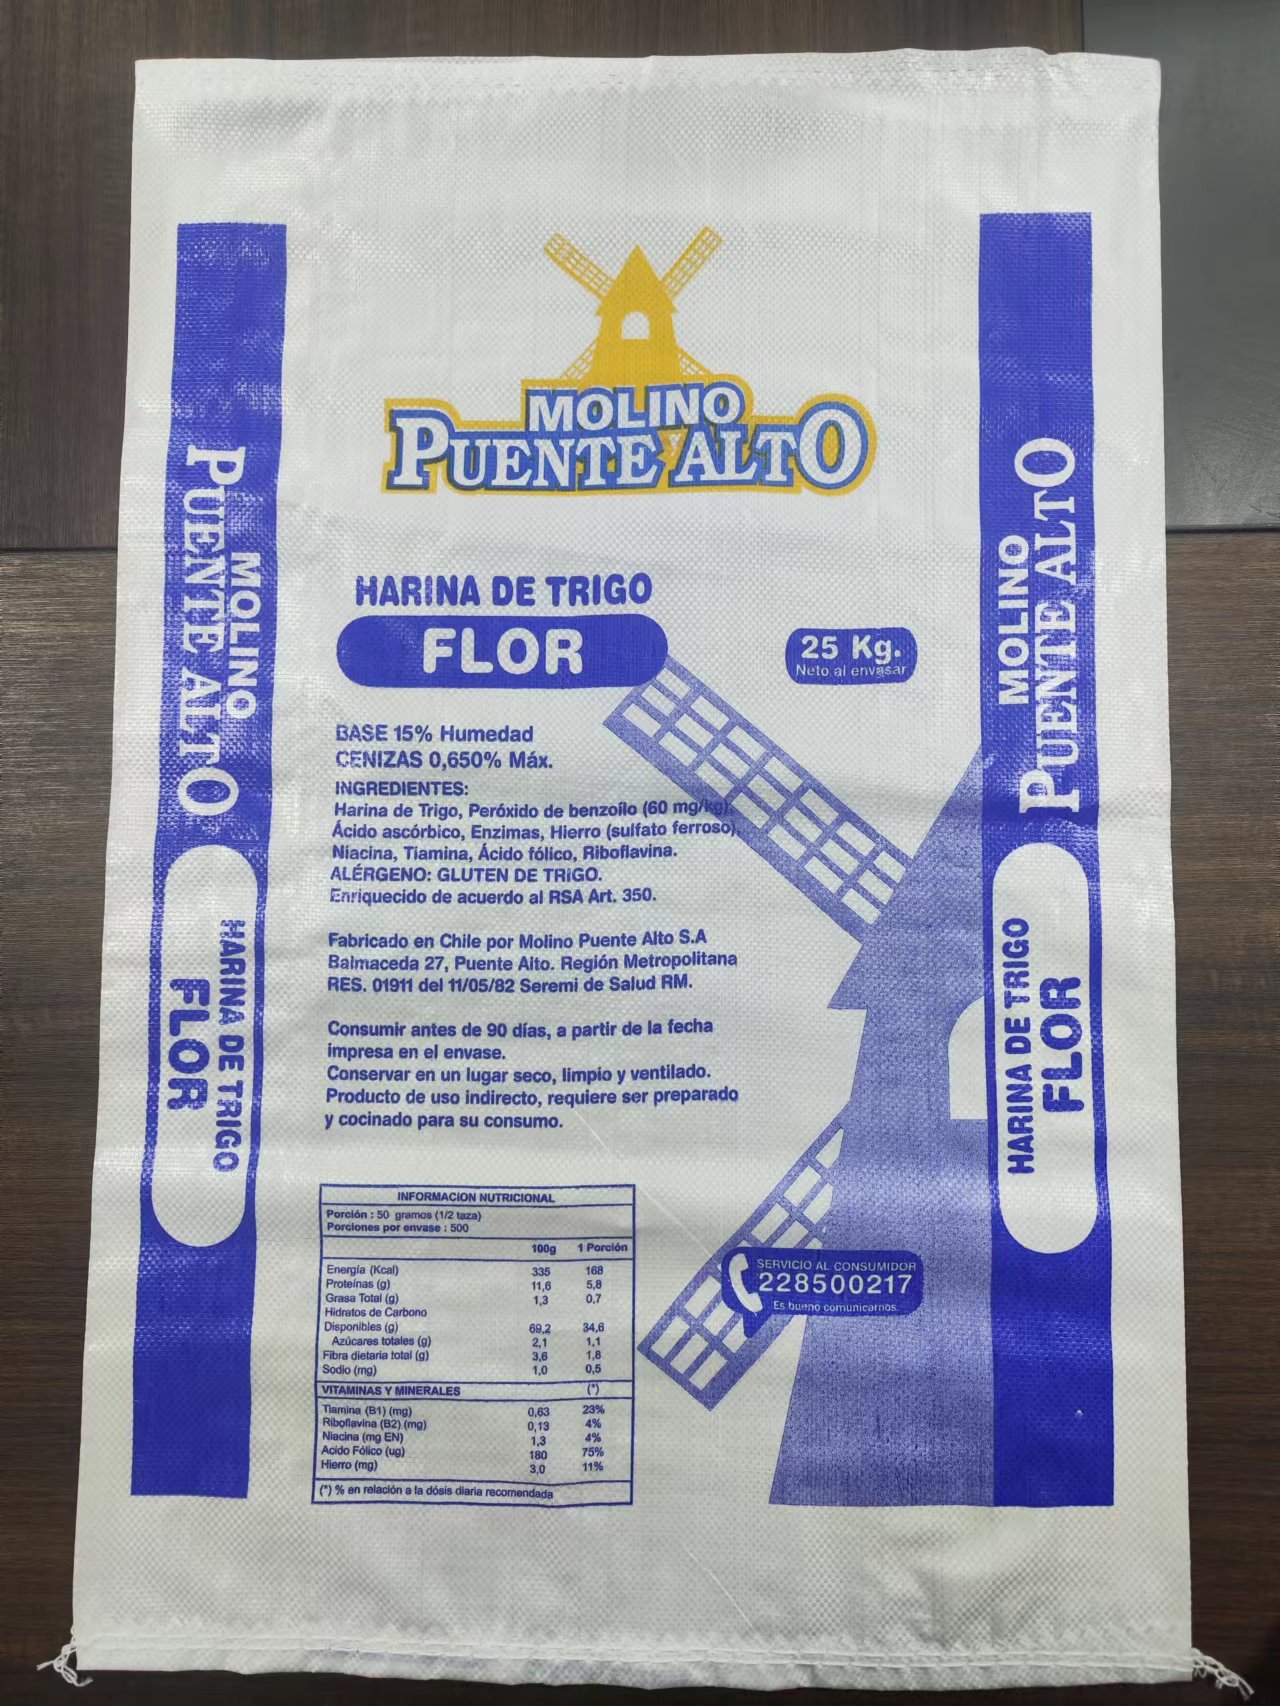 MOLINO
PUENTE ALTO
HARINA DE TRIGO
FLOR
25 Kg.
Neto al envasar
BASE 15% Humedad
CENIZAS 0,650% Máx.
INGREDIENTES:
Harina de Trigo, Peróxido de benzoílo (60 mg/kg),
Ácido ascórbico, Enzimas, Hierro (sulfato ferroso),
Niacina, Tiamina, Ácido fólico, Riboflavina.
ALÉRGENO: GLUTEN DE TRIGO.
Enriquecido de acuerdo al RSA Art. 350.
Fabricado en Chile por Molino Puente Alto S.A
Balmaceda 27, Puente Alto. Región Metropolitana
RES. 01911 del 11/05/82 Seremi de Salud RM.
Consumir antes de 90 días, a partir de la fecha
impresa en el envase.
Conservar en un lugar seco, limpio y ventilado.
Producto de uso indirecto, requiere ser preparado
y cocinado para su consumo.
INFORMACION NUTRICIONAL
Porción : 50 gramos (1/2 taza)
Porciones por envase : 500
100g 1 Porción
Energía (Kcal) 335 168
Proteínas (g) 11,6 5,8
Grasa Total (g) 1,3 0,7
Hidratos de Carbono
Disponibles (g) 69,2 34,6
Azúcares totales (g) 2,1 1,1
Fibra dietaria total (g) 3,6 1,8
Sodio (mg) 1,0 0,5
VITAMINAS Y MINERALES (*)
Tiamina (B1) (mg) 0,63 23%
Riboflavina (B2) (mg) 0,13 4%
Niacina (mg EN) 1,3 4%
Acido Fólico (ug) 180 75%
Hierro (mg) 3,0 11%
(*) % en relación a la dósis diaria recomendada
SERVICIO AL CONSUMIDOR
228500217
Es bueno comunicarnos
MOLINO
PUENTE ALTO
HARINA DE TRIGO
FLOR
MOLINO
PUENTE ALTO
HARINA DE TRIGO
FLOR